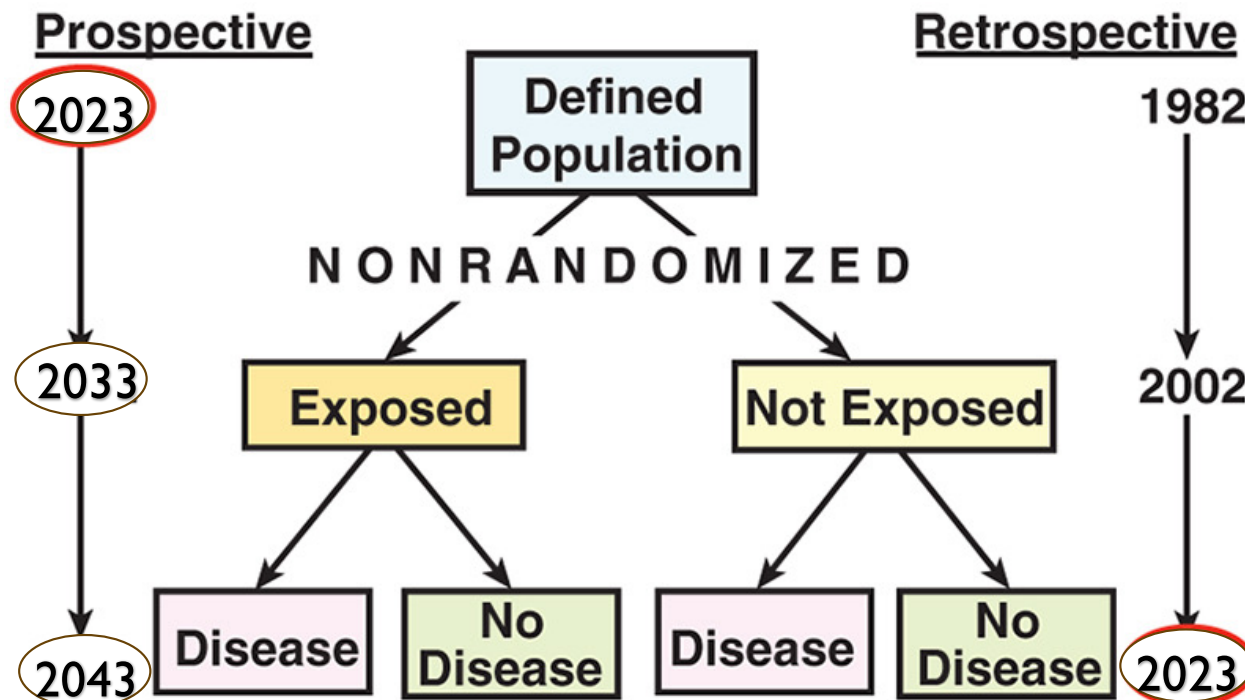 Prospective
Retrospective
2023
Defined
Population
1982
NONRANDOMIZED
2033
Exposed
Not Exposed
2002
Disease
No
Disease
Disease
No
Disease
2043
2023